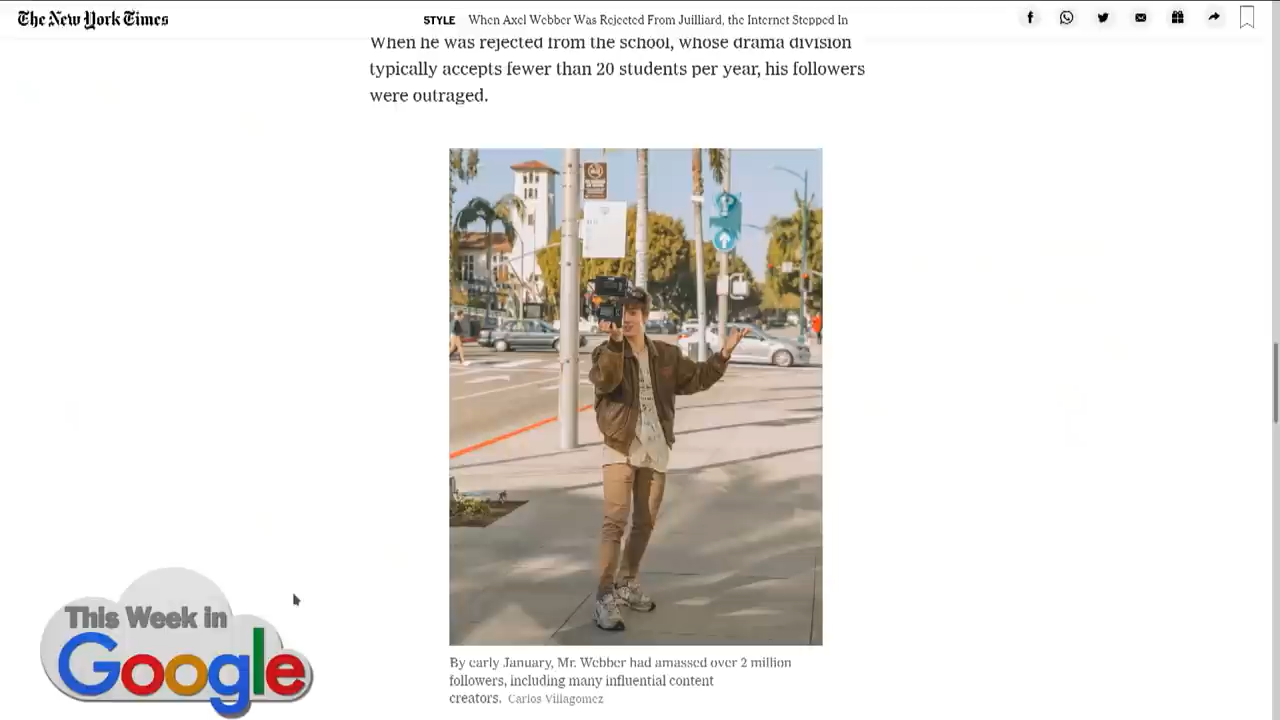 The New York Times
STYLE When Axel Webber Was Rejected From Juilliard, the Internet Stepped In
When he was rejected from the school, whose drama division
typically accepts fewer than 20 students per year, his followers
were outraged.
By early January, Mr. Webber had amassed over 2 million
followers, including many influential content
creators. Carlos Villagomez
This Week in
Google